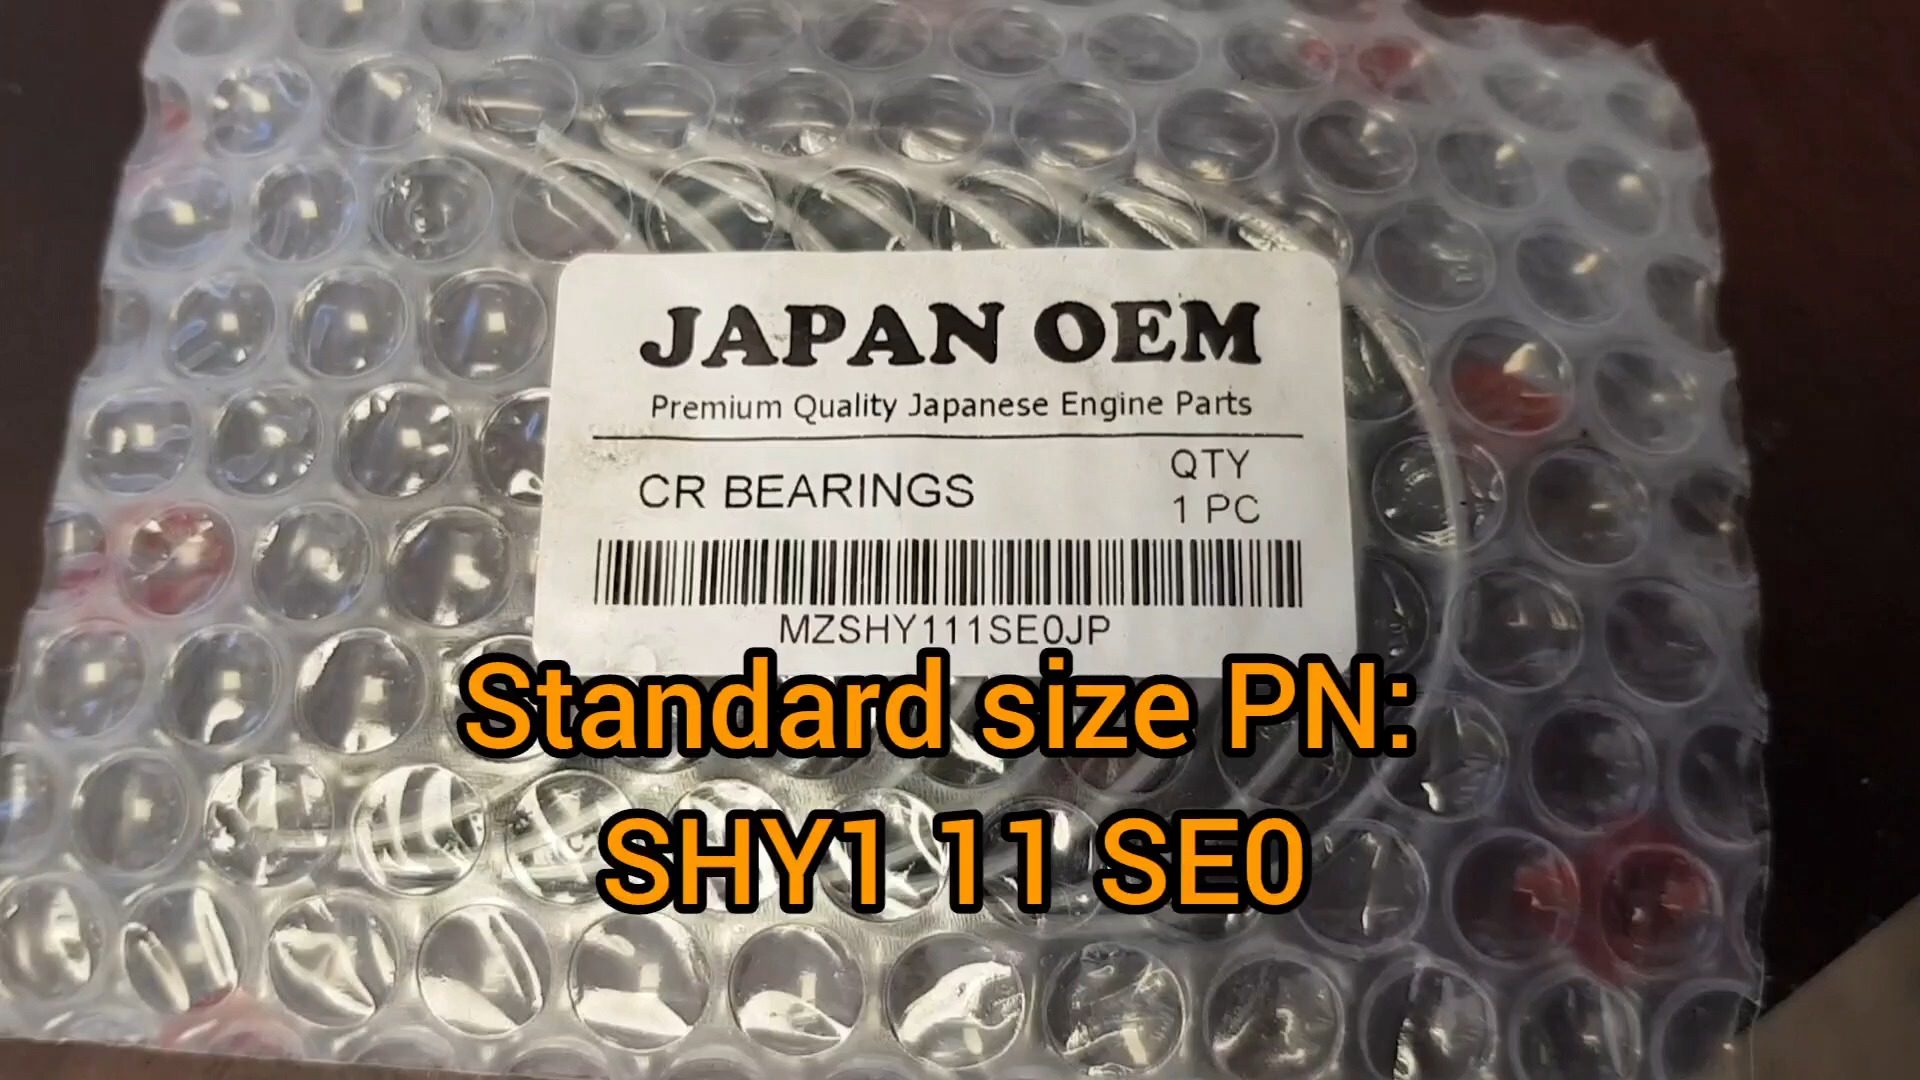 JAPAN OEM
Premium Quality Japanese Engine Parts
CR BEARINGS
QTY
1 PC
MZSHY111SE0JP
Standard size PN:
SHY1 11 SE0